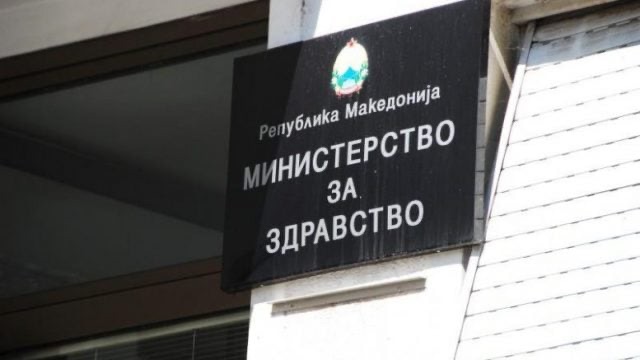 Република Македонија
МИНИСТЕРСТВО
ЗА
ЗДРАВСТВО